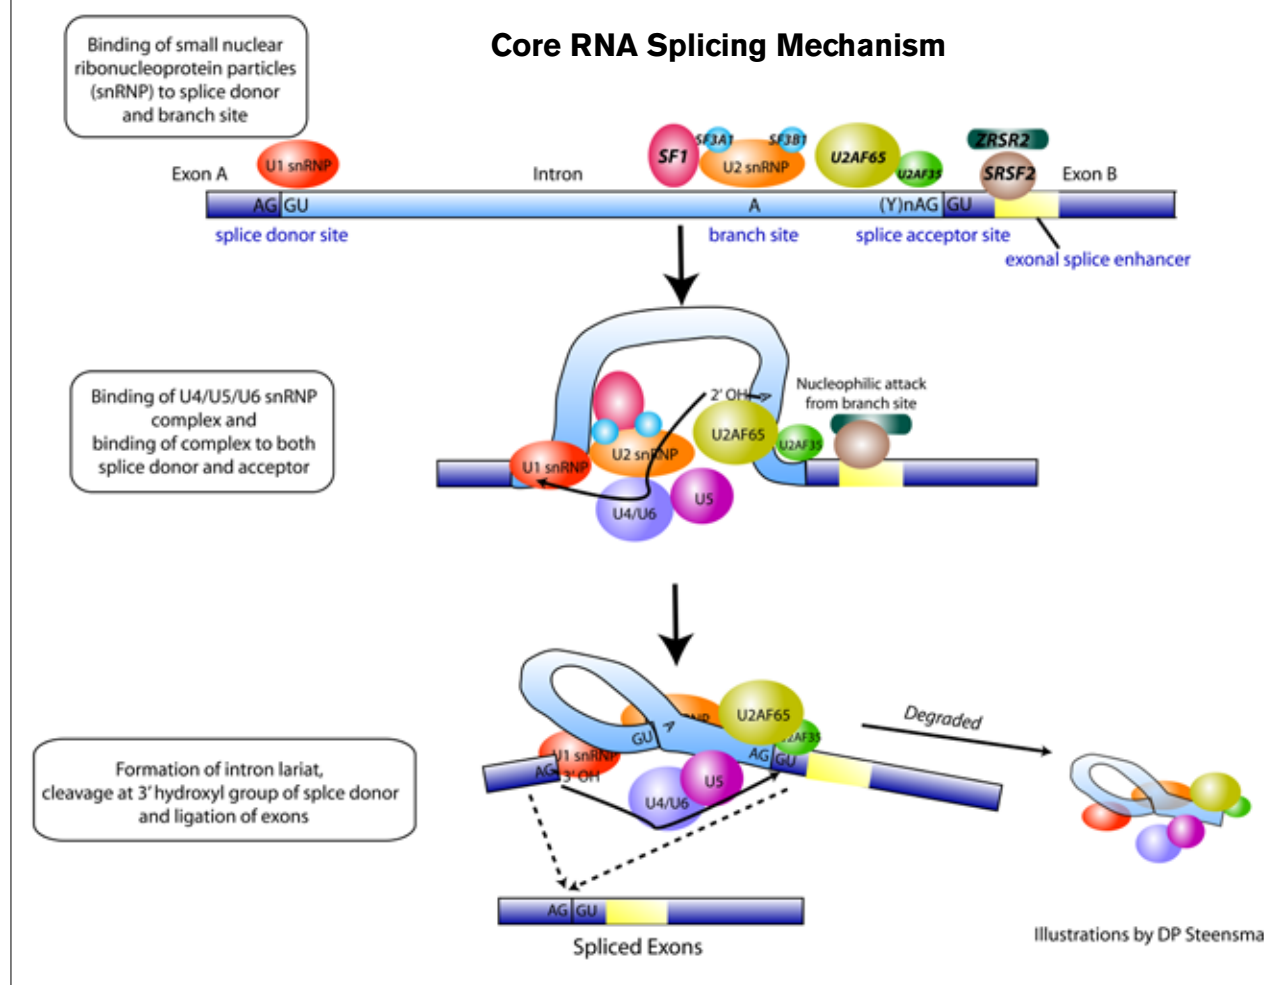 Core RNA Splicing Mechanism
Binding of small nuclear
ribonucleoprotein particles
(snRNP) to splice donor
and branch site
Exon A
U1 snRNP
Intron
SF1
SF3A1
SF3B1
U2 snRNP
U2AF65
U2AF35
ZRSR2
SRSF2
Exon B
AG GU
A
(Y)nAG GU
splice donor site
branch site
splice acceptor site
exonal splice enhancer
Binding of U4/U5/U6 snRNP
complex and
binding of complex to both
splice donor and acceptor
2' OH
A
Nucleophilic attack
from branch site
U2AF65
U2AF35
U1 snRNP
U2 snRNP
U4/U6
U5
Formation of intron lariat,
cleavage at 3' hydroxyl group of splce donor
and ligation of exons
U2AF65
GU
A
U1 snRNP
AG GU
AG
3' OH
U4/U6
U5
Degraded
AG GU
Spliced Exons
Illustrations by DP Steensma